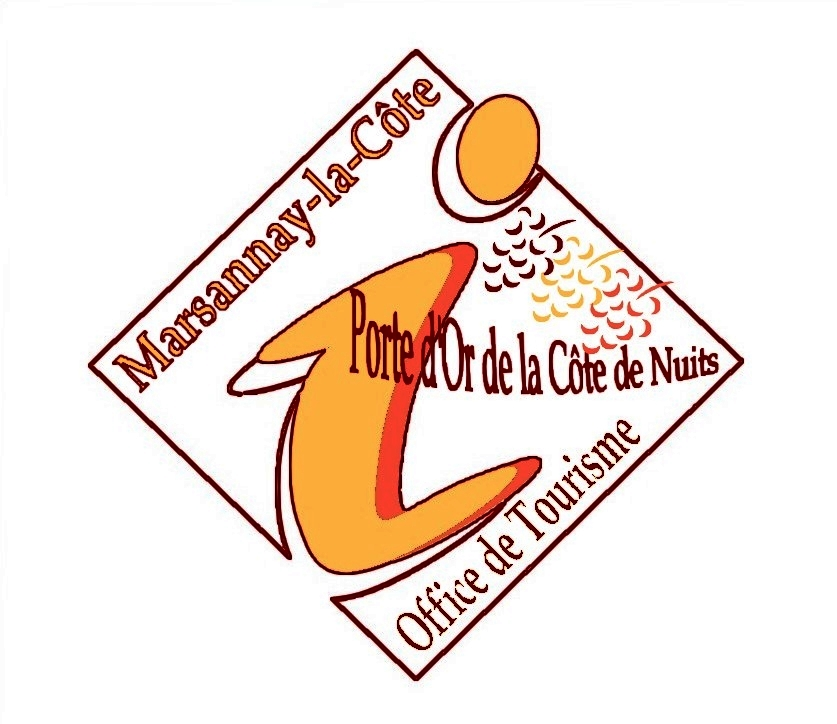 Marsannay-la-Côte
Porte d'Or de la Côte de Nuits
Office de Tourisme